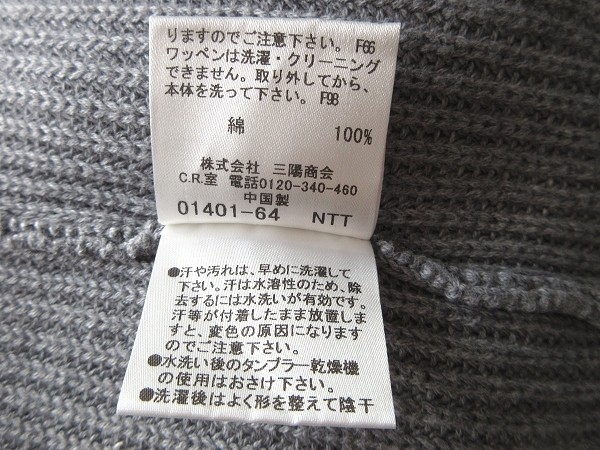 りますのでご注意下さい。 F66
ワッペンは洗濯・クリーニング
できません。取り外してから、
本体を洗って下さい。 F98
綿 100%
株式会社 三陽商会
C.R.室 電話0120-340-460
中国製
01401-64 NTT
●汗や汚れは、早めに洗濯して
下さい。汗は水溶性のため、除
去するには水洗いが有効です。
汗等が付着したまま放置しま
すと、変色の原因になります
のでご注意下さい。
●水洗い後のタンブラー乾燥機
の使用はおさけ下さい。
●洗濯後はよく形を整えて陰干